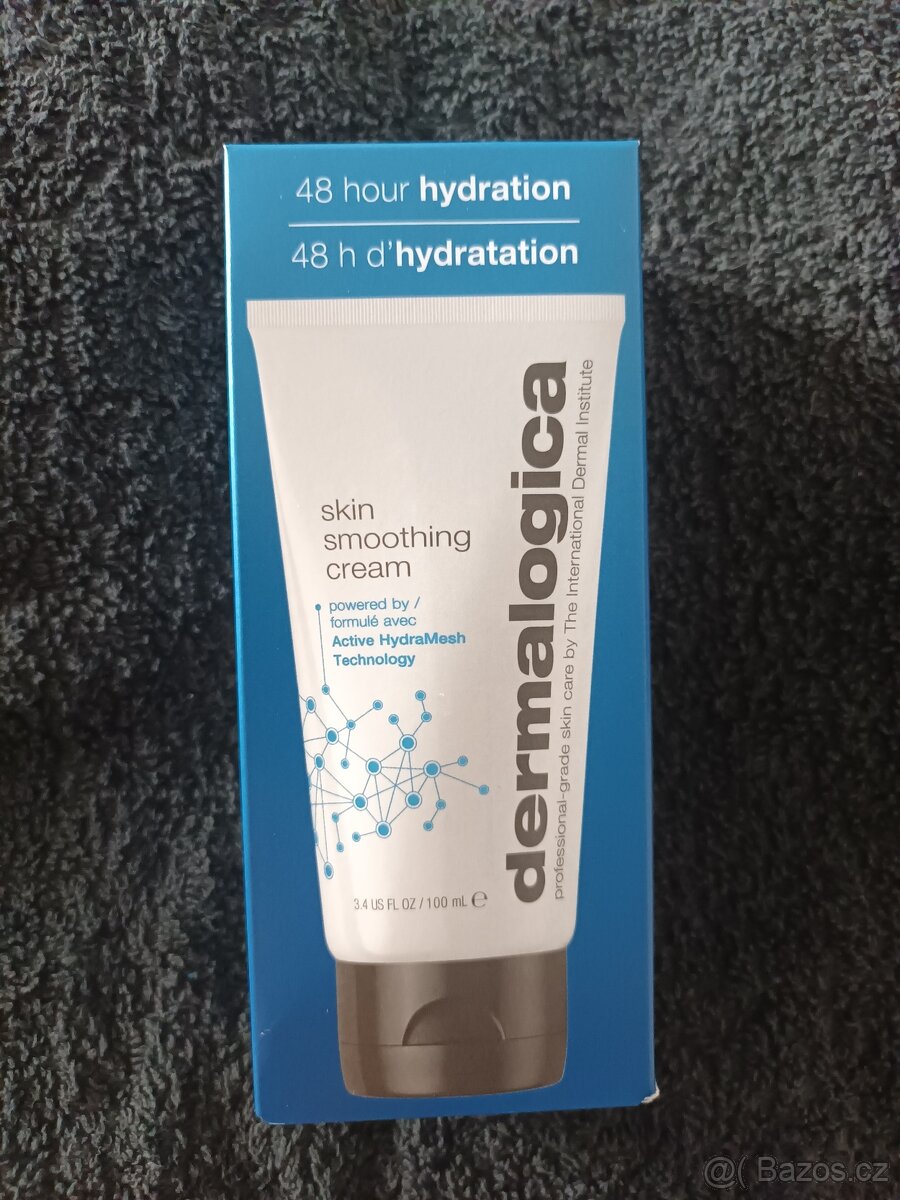 48 hour hydration
48 h d'hydratation
skin
smoothing
cream
powered by /
formulé avec
Active HydraMesh
Technology
3.4 US FL OZ / 100 mL ℮
dermalogica
professional-grade skin care by The International Dermal Institute
@( Bazos.cz